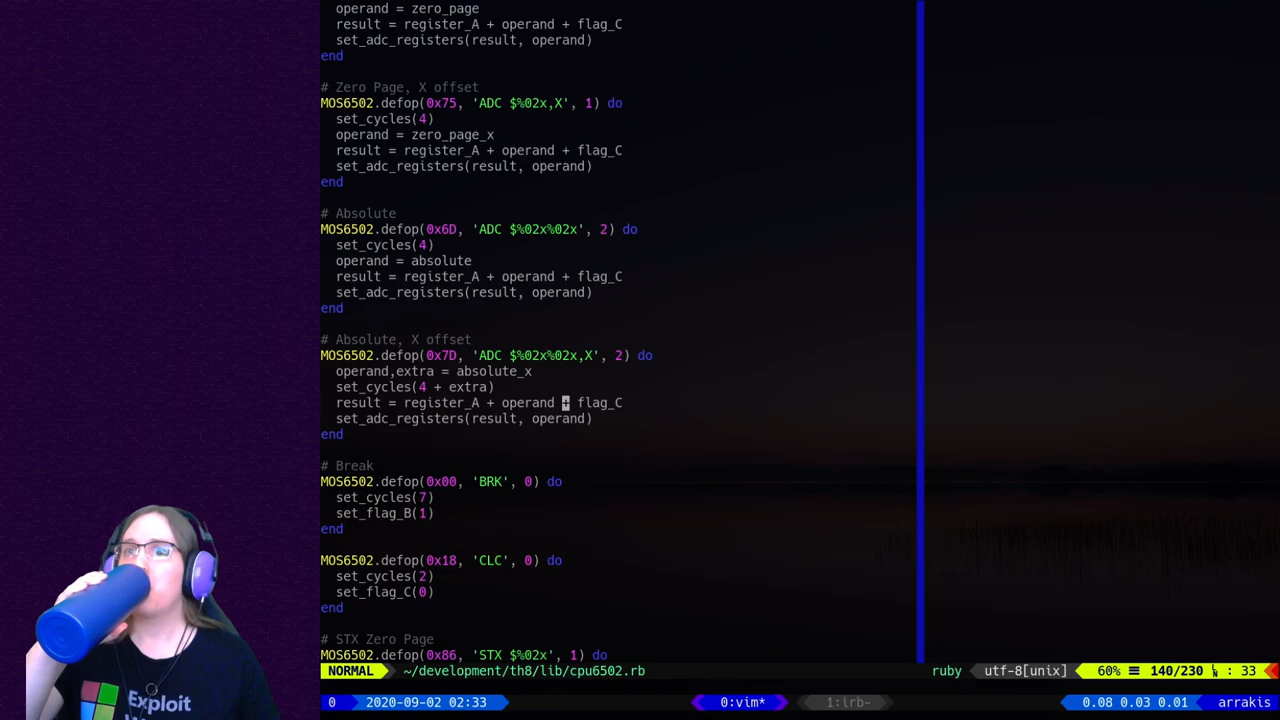 operand = zero_page
result = register_A + operand + flag_C
set_adc_registers(result, operand)
end
# Zero Page, X offset
MOS6502.defop(0x75, 'ADC $%02x,X', 1) do
set_cycles(4)
operand = zero_page_x
result = register_A + operand + flag_C
set_adc_registers(result, operand)
end
# Absolute
MOS6502.defop(0x6D, 'ADC $%02x%02x', 2) do
set_cycles(4)
operand = absolute
result = register_A + operand + flag_C
set_adc_registers(result, operand)
end
# Absolute, X offset
MOS6502.defop(0x7D, 'ADC $%02x%02x,X', 2) do
operand,extra = absolute_x
set_cycles(4 + extra)
result = register_A + operand + flag_C
set_adc_registers(result, operand)
end
# Break
MOS6502.defop(0x00, 'BRK', 0) do
set_cycles(7)
set_flag_B(1)
end
MOS6502.defop(0x18, 'CLC', 0) do
set_cycles(2)
set_flag_C(0)
end
# STX Zero Page
MOS6502.defop(0x86, 'STX $%02x', 1) do
NORMAL ~/development/th8/lib/cpu6502.rb ruby utf-8[unix] 60% 140/230 : 33
0 2020-09-02 02:33 0:vim* 1:irb- 0.08 0.03 0.01 arrakis
Exploit